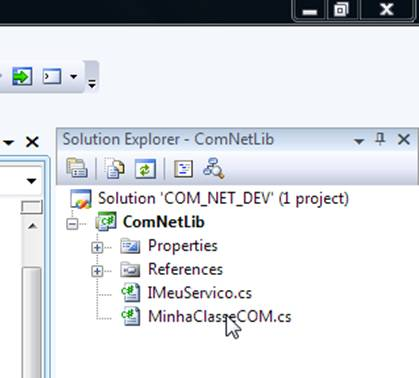 Solution Explorer - ComNetLib
Solution 'COM_NET_DEV' (1 project)
ComNetLib
Properties
References
IMeuServico.cs
MinhaClasseCOM.cs